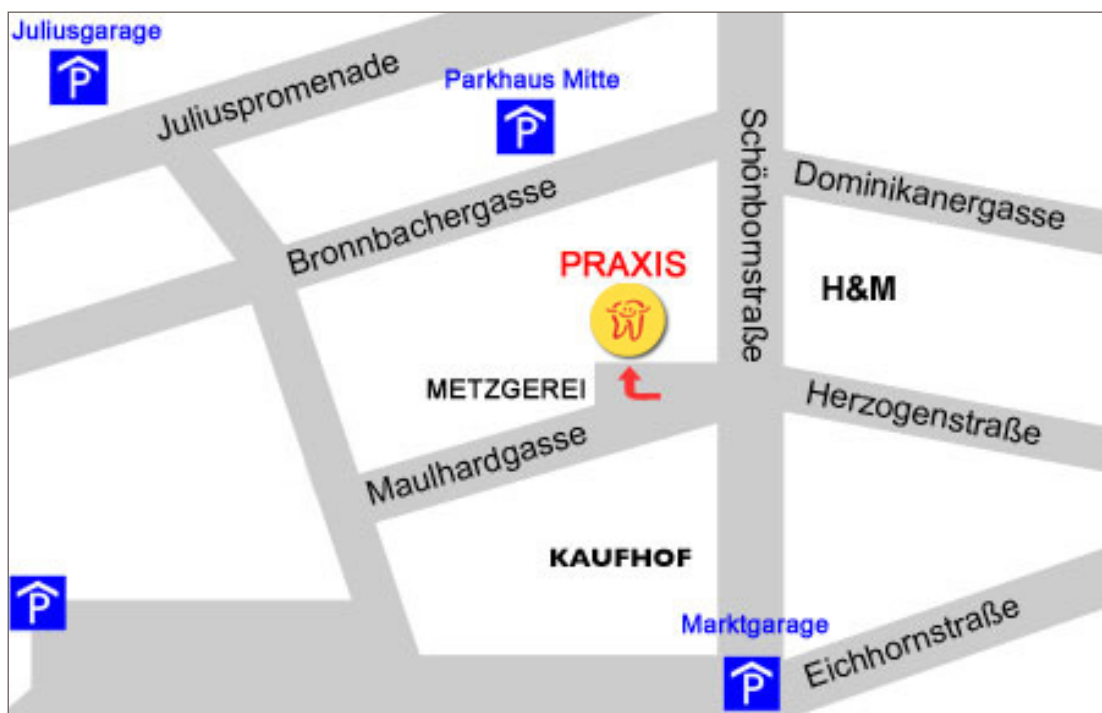 Juliusgarage
P
Juliuspromenade
Parkhaus Mitte
P
Schönbornstraße
Dominikanergasse
Bronnbachergasse
PRAXIS
W
H&M
METZGEREI
Herzogenstraße
Maulhardgasse
KAUFHOF
P
Marktgarage
P
Eichhornstraße